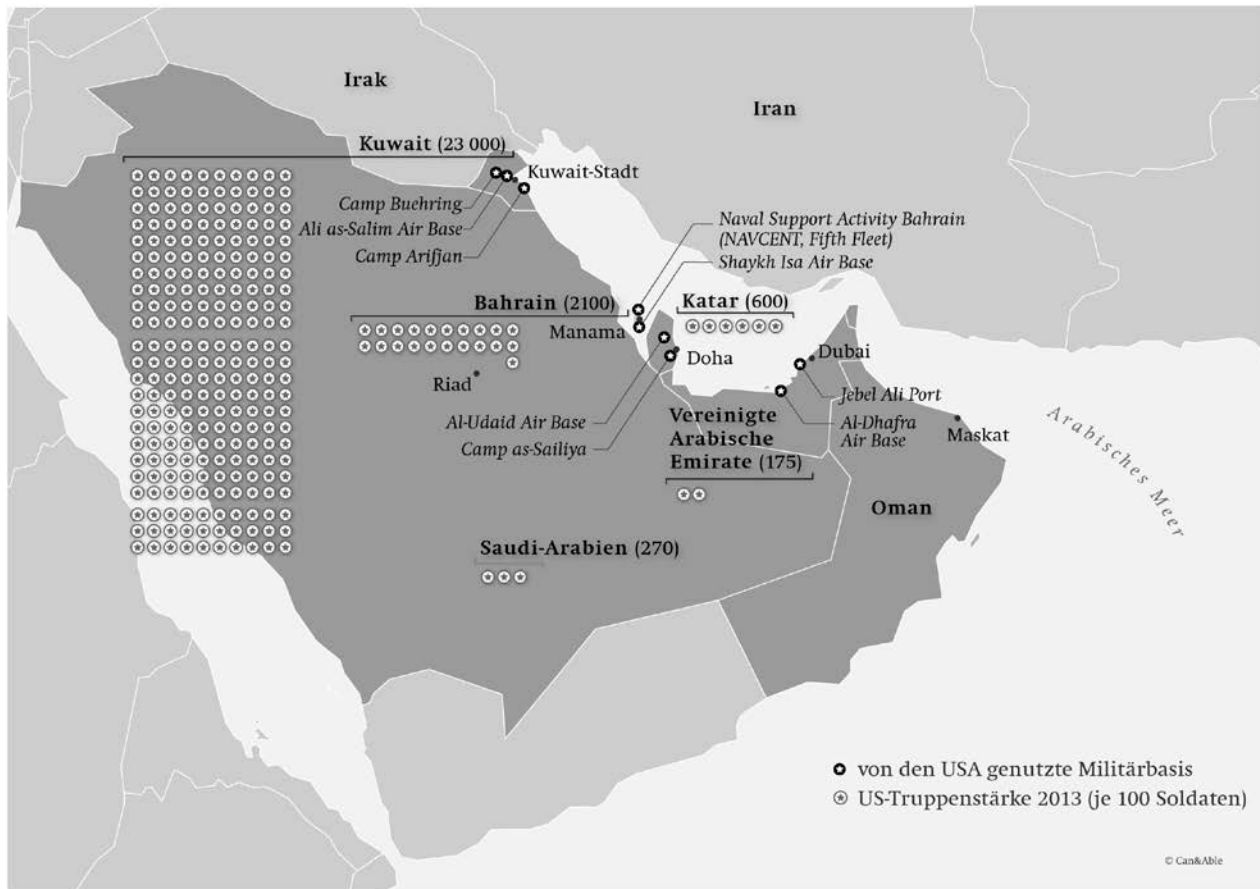 Irak
Iran
Kuwait (23 000)
Kuwait-Stadt
Camp Buehring
Ali as-Salim Air Base
Camp Arifjan
Naval Support Activity Bahrain
(NAVCENT, Fifth Fleet)
Shaykh Isa Air Base
Bahrain (2100)
Katar (600)
Manama
Doha
Dubai
Riad
Jebel Ali Port
Al-Udaid Air Base
Camp as-Sailiya
Vereinigte
Arabische
Emirate (175)
Al-Dhafra
Air Base
Maskat
Arabisches Meer
Oman
Saudi-Arabien (270)
von den USA genutzte Militärbasis
US-Truppenstärke 2013 (je 100 Soldaten)
© Can&Able